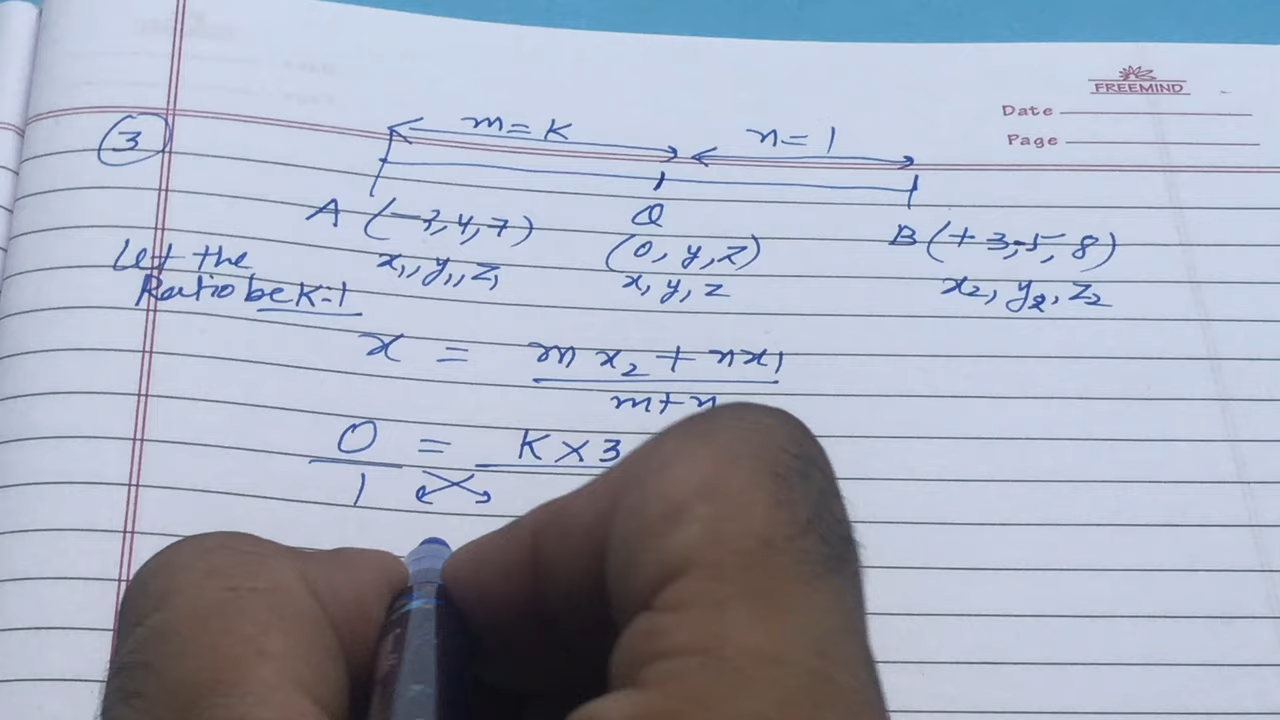 FREEMIND
Date
Page
3
m=K n=1
A (-3,4,7) Q B (+3,-5,8)
(0, y, z)
x1, y1, z1 x, y, z x2, y2, z2
Let the
Ratio be K:1
x = mx2 + nx1
m+n
0 = K×3
1